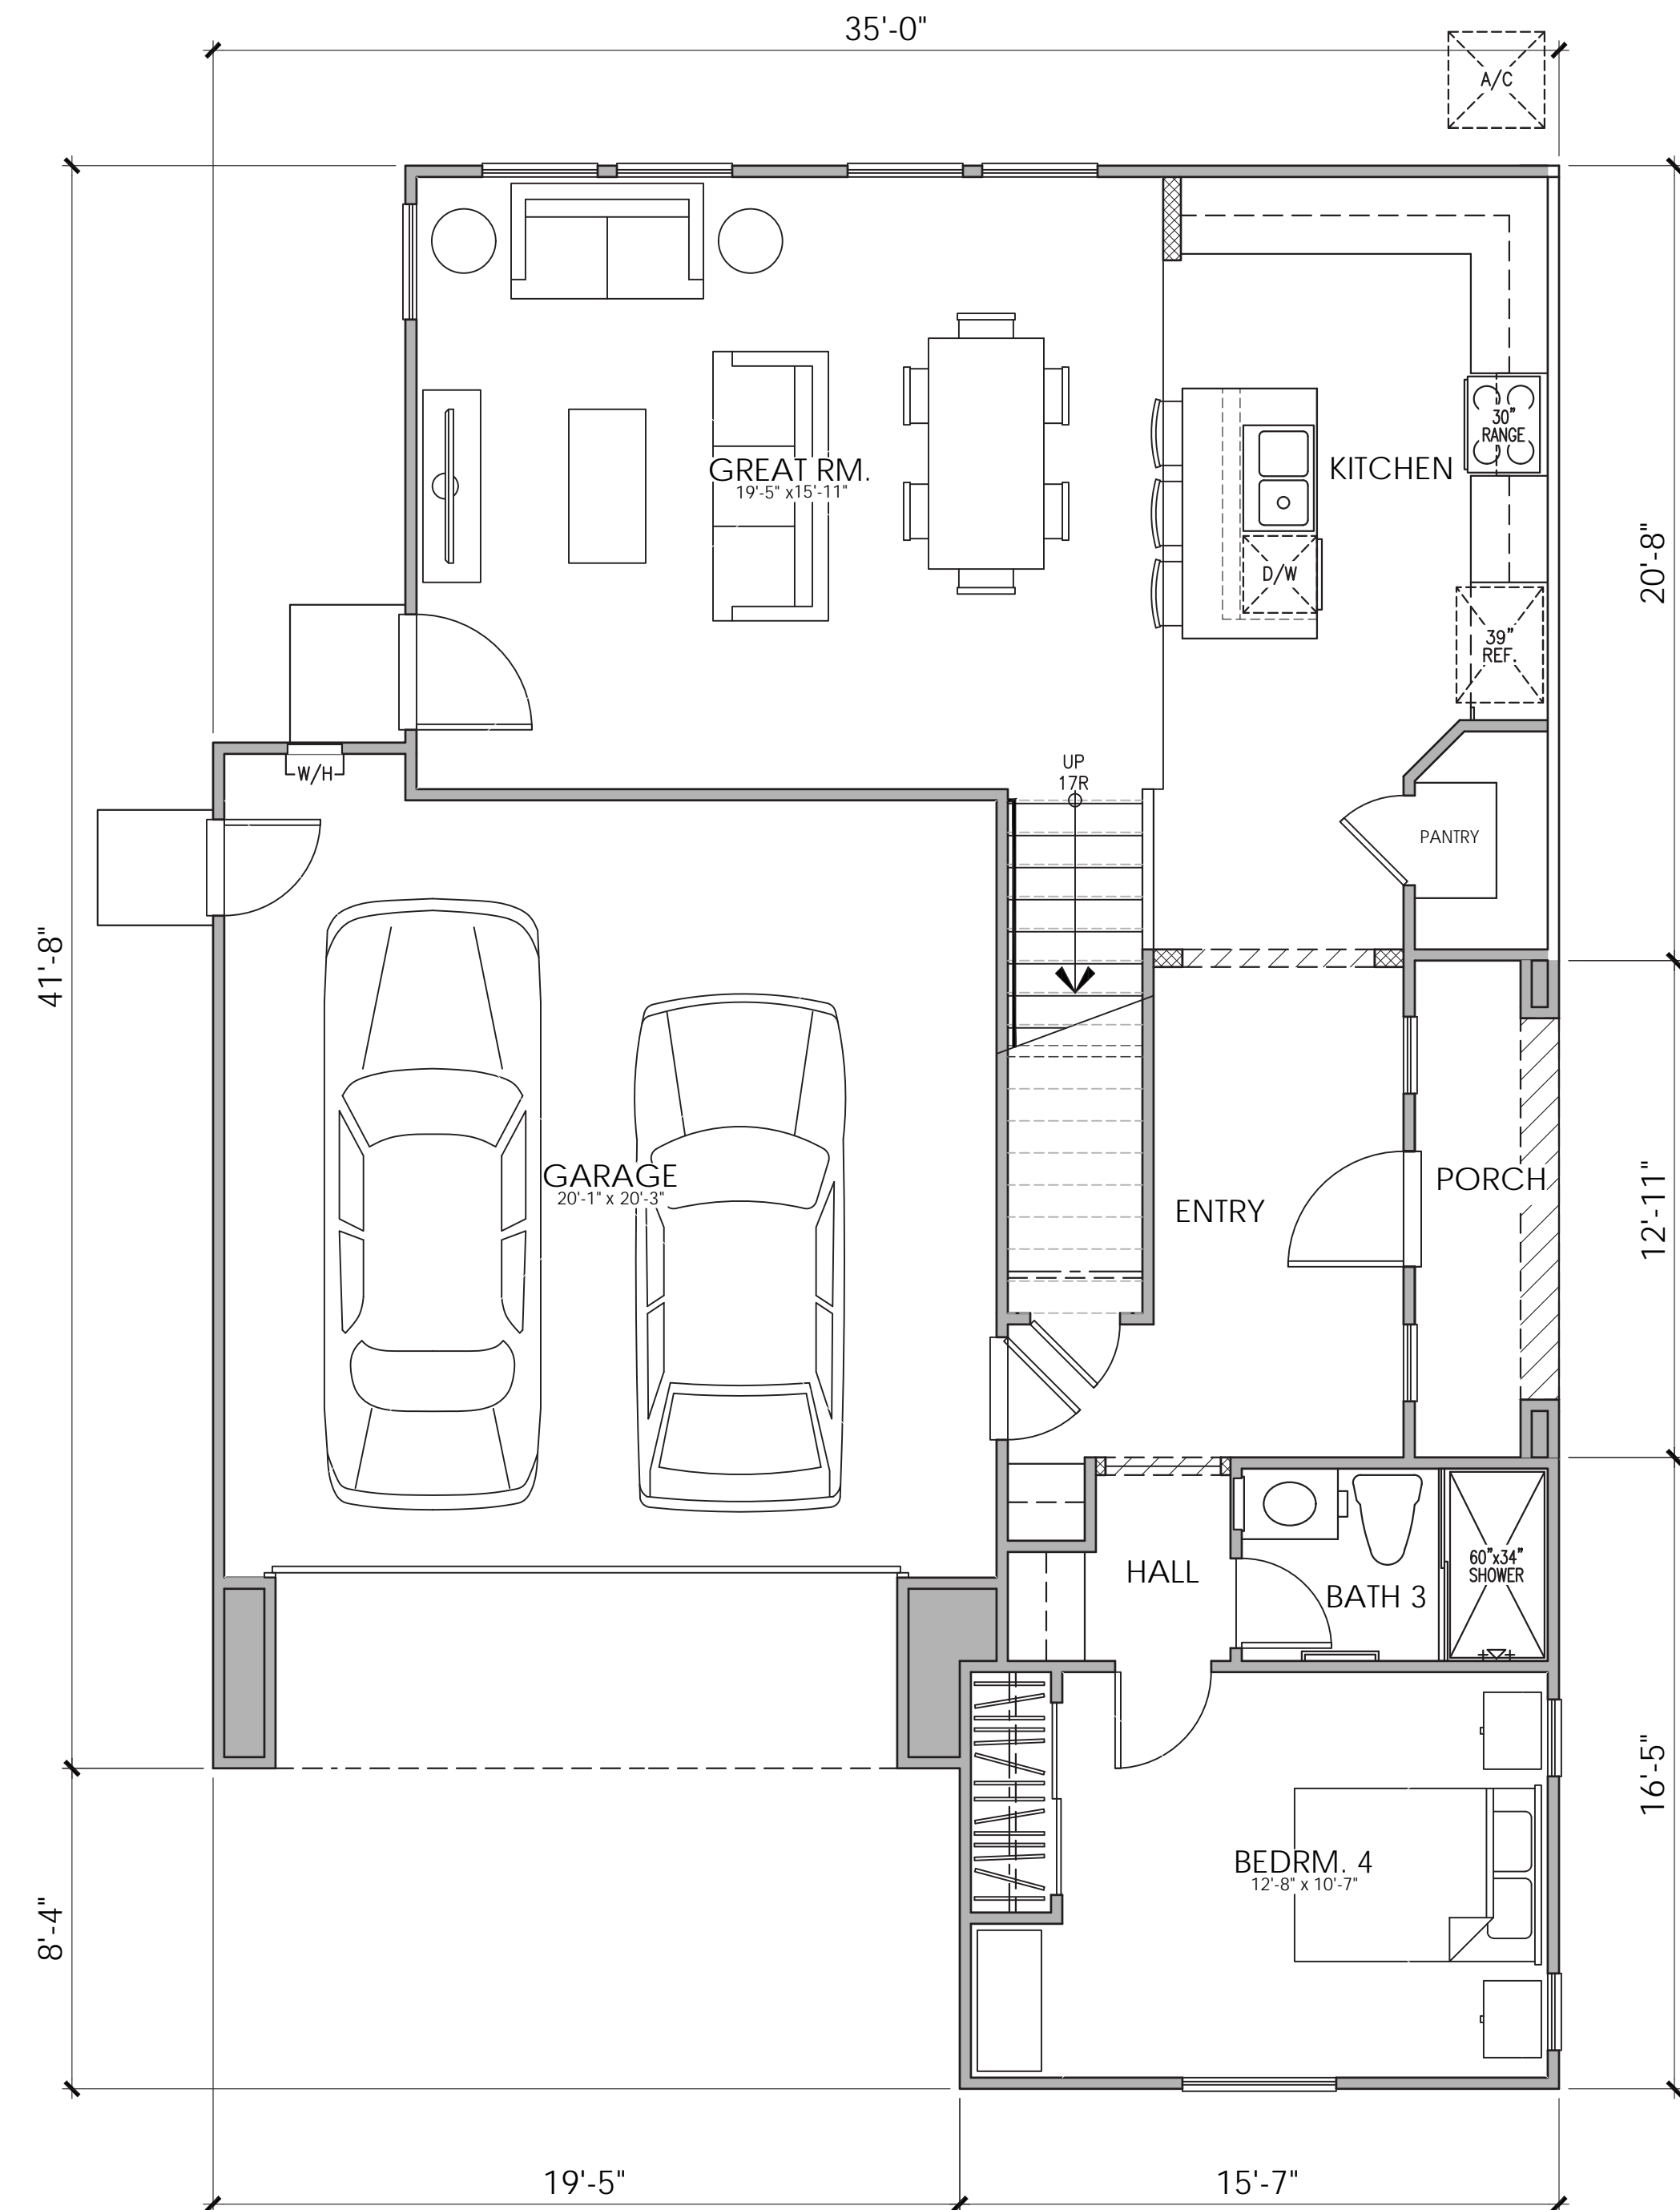 35'-0"
A/C
GREAT RM.
19'-5" x15'-11"
KITCHEN
30"
RANGE
D/W
39"
REF.
20'-8"
W/H
UP
17R
PANTRY
41'-8"
GARAGE
20'-1" x 20'-3"
ENTRY
PORCH
12'-11"
HALL
BATH 3
60"x34"
SHOWER
16'-5"
BEDRM. 4
12'-8" x 10'-7"
8'-4"
19'-5"
15'-7"